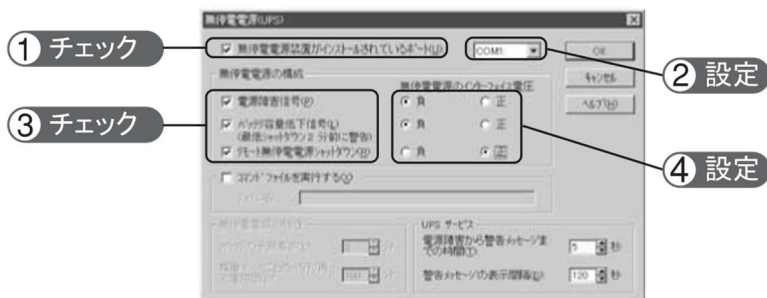 無停電電源(UPS)
① チェック
無停電電源装置がインストールされているポート(U):
COM1:
OK
② 設定
キャンセル
ヘルプ(H)
無停電電源の構成
無停電電源のインターフェイス電圧
③ チェック
電源障害信号(P)
負
正
バッテリ容量低下信号(L)
(最低シャットダウン 2 分前に警告)
負
正
リモート無停電電源シャットダウン(R)
負
正
④ 設定
コマンド ファイルを実行する(X)
ファイル名:
UPS サービス
電源障害から警告メッセージま
での時間(T):
5
秒
警告メッセージの表示間隔(D):
120
秒